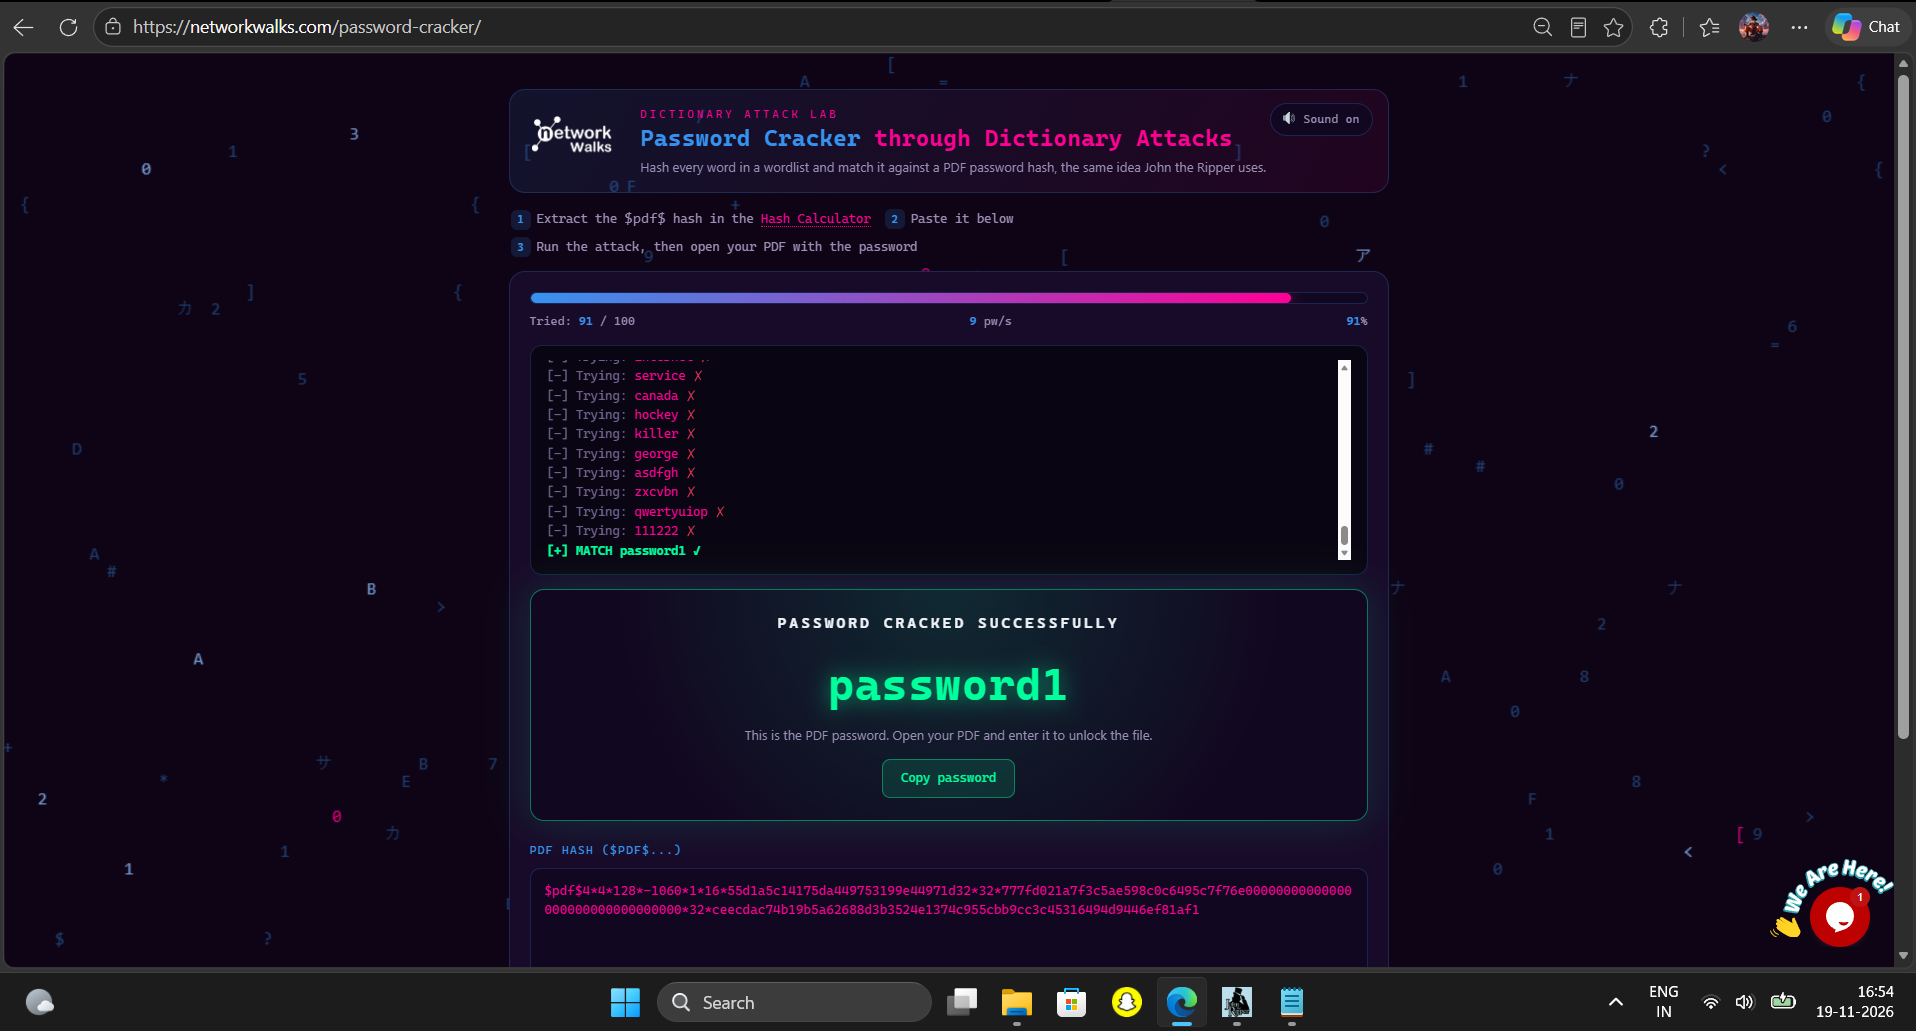 https://networkwalks.com/password-cracker/
Chat
network
Walks
DICTIONARY ATTACK LAB
Password Cracker through Dictionary Attacks
Hash every word in a wordlist and match it against a PDF password hash, the same idea John the Ripper uses.
Sound on
1 Extract the $pdf$ hash in the Hash Calculator 2 Paste it below
3 Run the attack, then open your PDF with the password
Tried: 91 / 100
9 pw/s
91%
[-] Trying: service ✗
[-] Trying: canada ✗
[-] Trying: hockey ✗
[-] Trying: killer ✗
[-] Trying: george ✗
[-] Trying: asdfgh ✗
[-] Trying: zxcvbn ✗
[-] Trying: qwertyuiop ✗
[-] Trying: 111222 ✗
[+] MATCH password1 ✓
PASSWORD CRACKED SUCCESSFULLY
password1
This is the PDF password. Open your PDF and enter it to unlock the file.
Copy password
PDF HASH ($PDF$...)
$pdf$4*4*128*-1060*1*16*55d1a5c14175da449753199e44971d32*32*777fd021a7f3c5ae598c0c6495c7f76e00000000000000
000000000000000000*32*ceecdac74b19b5a62688d3b3524e1374c955cbb9cc3c45316494d9446ef81af1
We Are Here!
1
Search
ENG
IN
16:54
19-11-2026